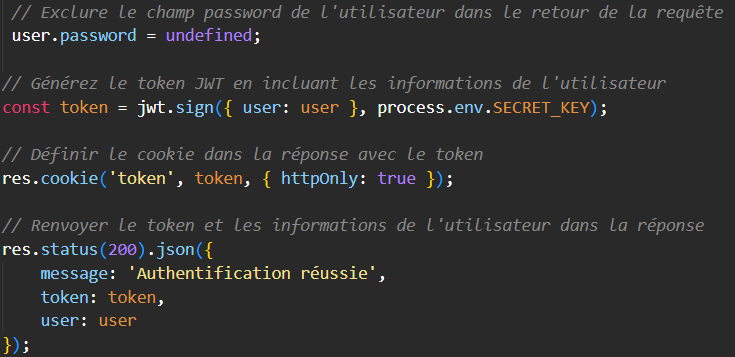 // Exclure le champ password de l'utilisateur dans le retour de la requête
user.password = undefined;
// Générez le token JWT en incluant les informations de l'utilisateur
const token = jwt.sign({ user: user }, process.env.SECRET_KEY);
// Définir le cookie dans la réponse avec le token
res.cookie('token', token, { httpOnly: true });
// Renvoyer le token et les informations de l'utilisateur dans la réponse
res.status(200).json({
message: 'Authentification réussie',
token: token,
user: user
});